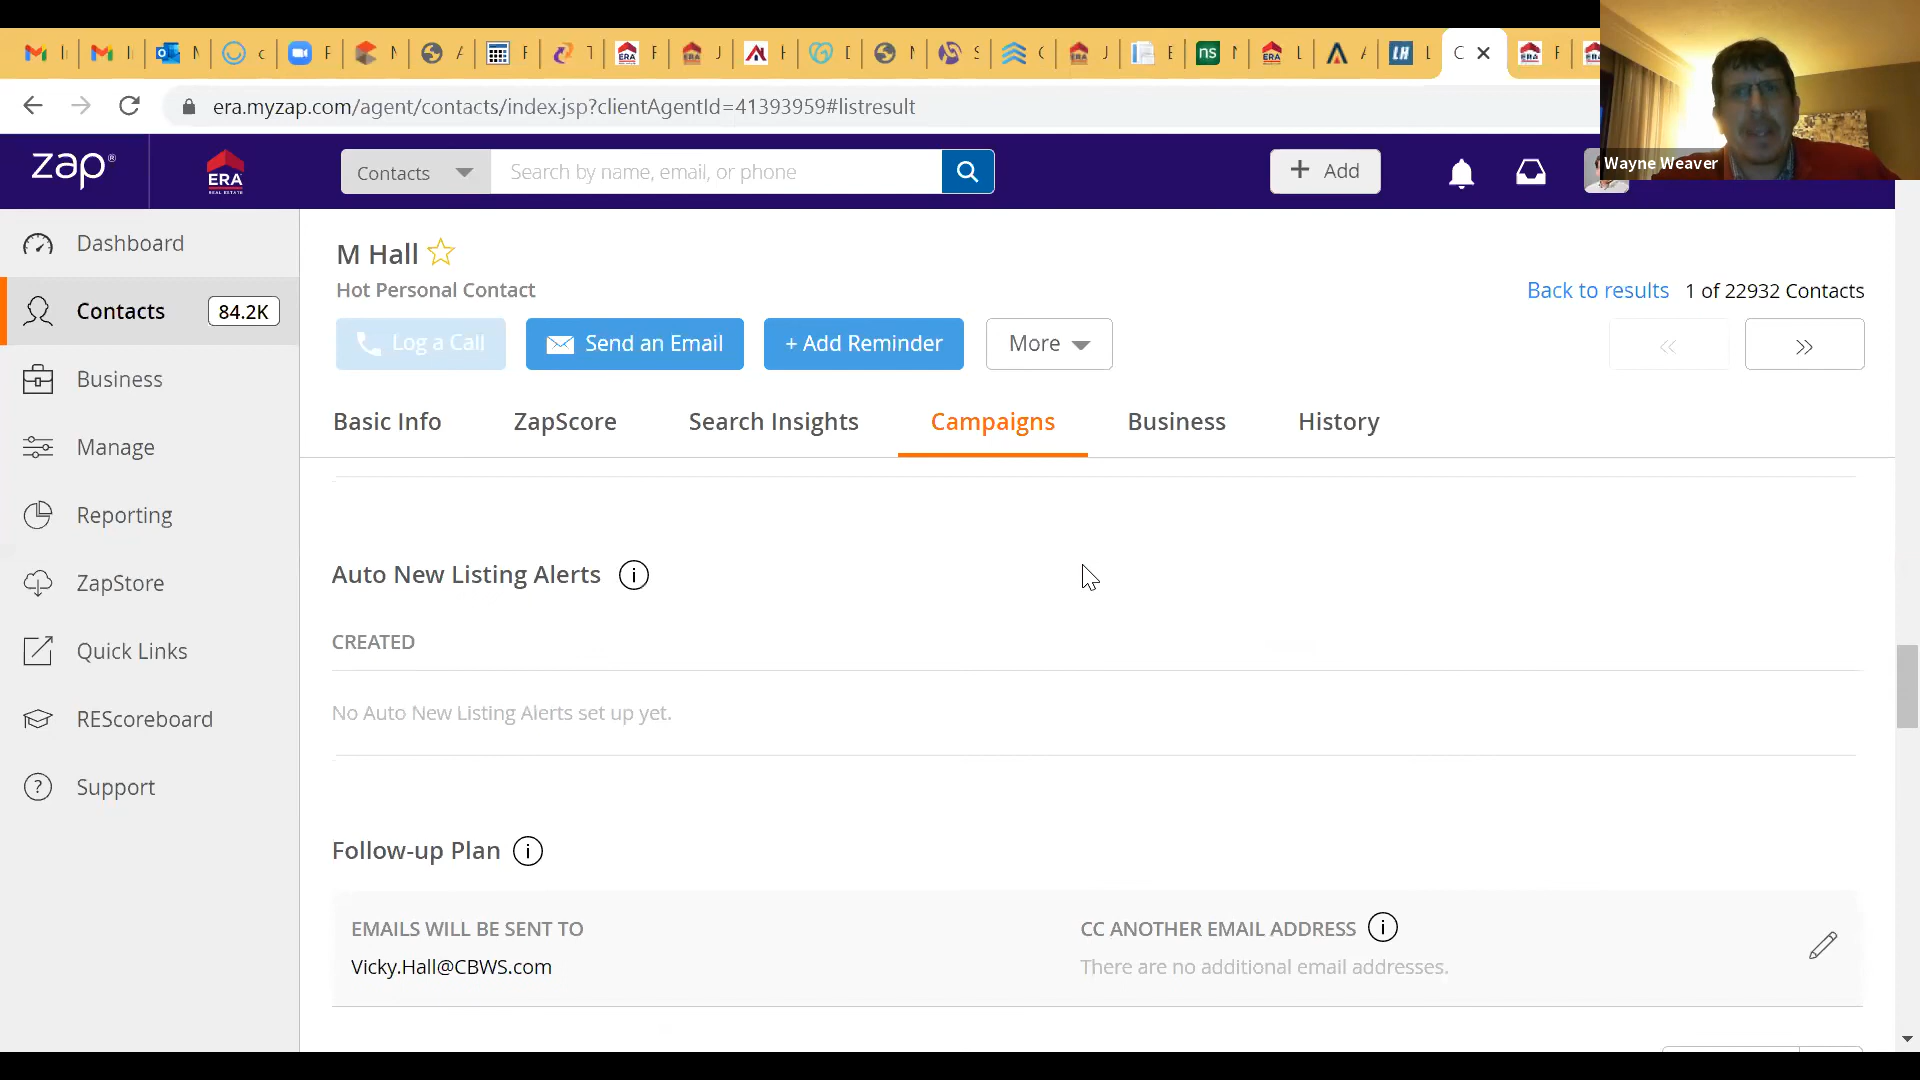 era.myzap.com/agent/contacts/index.jsp?clientAgentId=41393959#listresult
Wayne Weaver
zap®
ERA
REAL ESTATE
Contacts
Search by name, email, or phone
+ Add
Dashboard
Contacts
84.2K
Business
Manage
Reporting
ZapStore
Quick Links
REScoreboard
Support
M Hall
Hot Personal Contact
Back to results
1 of 22932 Contacts
Log a Call
Send an Email
+ Add Reminder
More
Basic Info
ZapScore
Search Insights
Campaigns
Business
History
Auto New Listing Alerts
CREATED
No Auto New Listing Alerts set up yet.
Follow-up Plan
EMAILS WILL BE SENT TO
Vicky.Hall@CBWS.com
CC ANOTHER EMAIL ADDRESS
There are no additional email addresses.